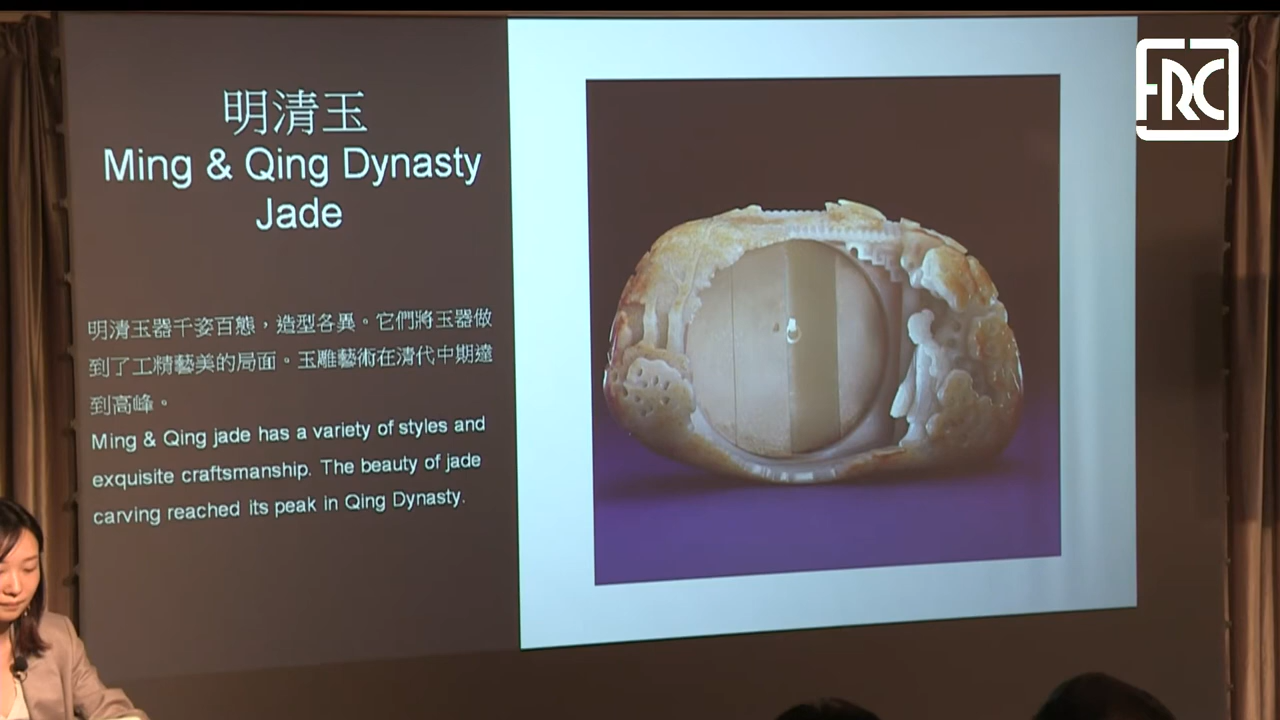 明清玉
Ming & Qing Dynasty
Jade
明清玉器千姿百態，造型各異。它們將玉器做
到了工精藝美的局面。玉雕藝術在清代中期達
到高峰。
Ming & Qing jade has a variety of styles and
exquisite craftsmanship. The beauty of jade
carving reached its peak in Qing Dynasty.
FRC